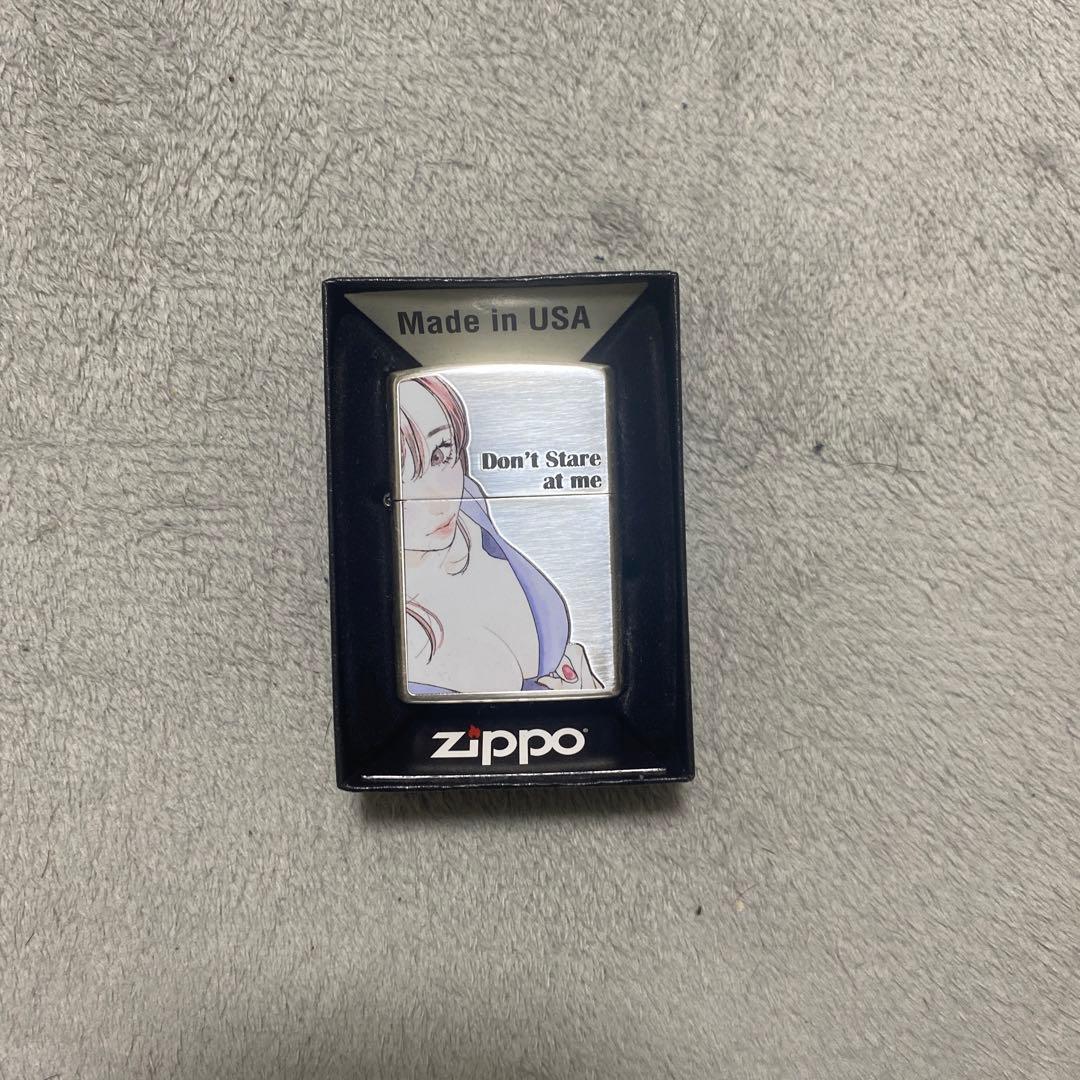 Made in USA
Don't Stare
at me
zippo